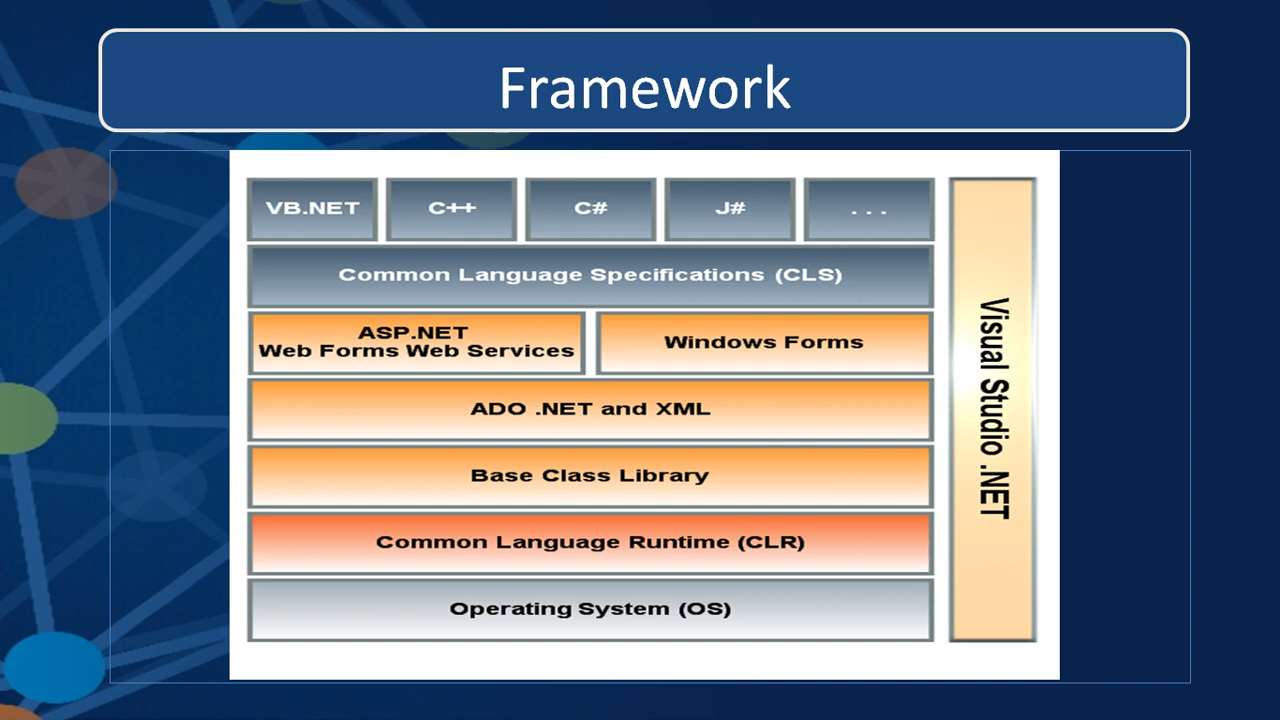 Framework
VB.NET
C++
C#
J#
...
Common Language Specifications (CLS)
ASP.NET
Web Forms Web Services
Windows Forms
ADO .NET and XML
Base Class Library
Common Language Runtime (CLR)
Operating System (OS)
Visual Studio .NET